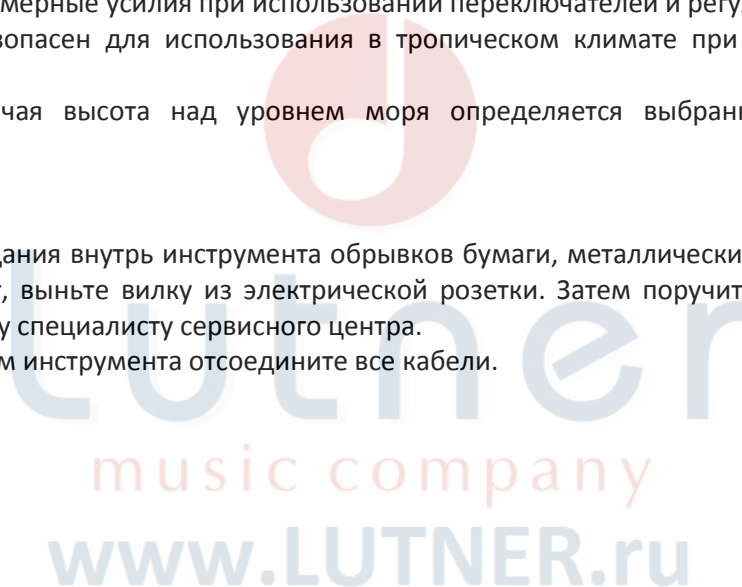 мерные усилия при использовании переключателей и регу
зопасен для использования в тропическом климате при
чая высота над уровнем моря определяется выбранн
дания внутрь инструмента обрывков бумаги, металлически
т, выньте вилку из электрической розетки. Затем поручит
у специалисту сервисного центра.
м инструмента отсоедините все кабели.
Lutner
music company
www.LUTNER.ru